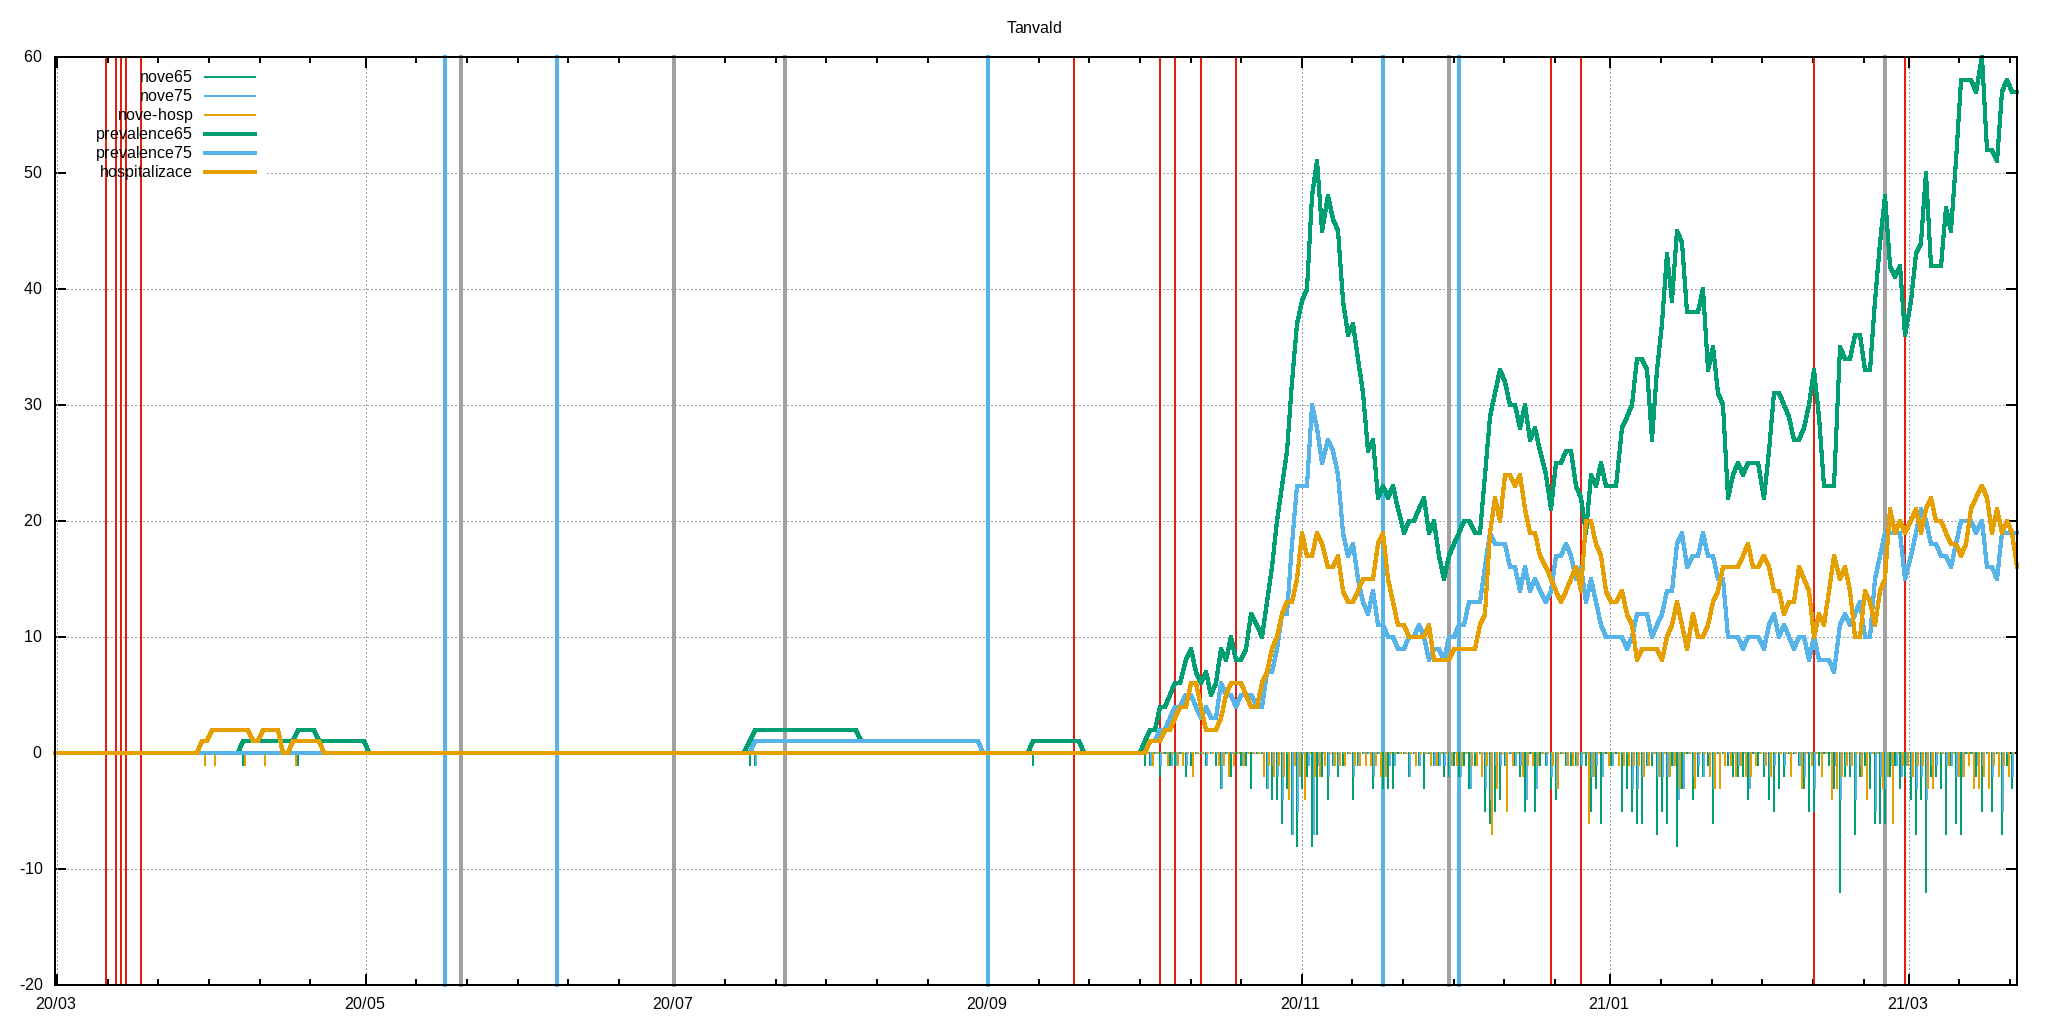 Tanvald
60
50
40
30
20
10
0
-10
-20
nove65
nove75
nove-hosp
prevalence65
prevalence75
hospitalizace
20/03 20/05 20/07 20/09 20/11 21/01 21/03